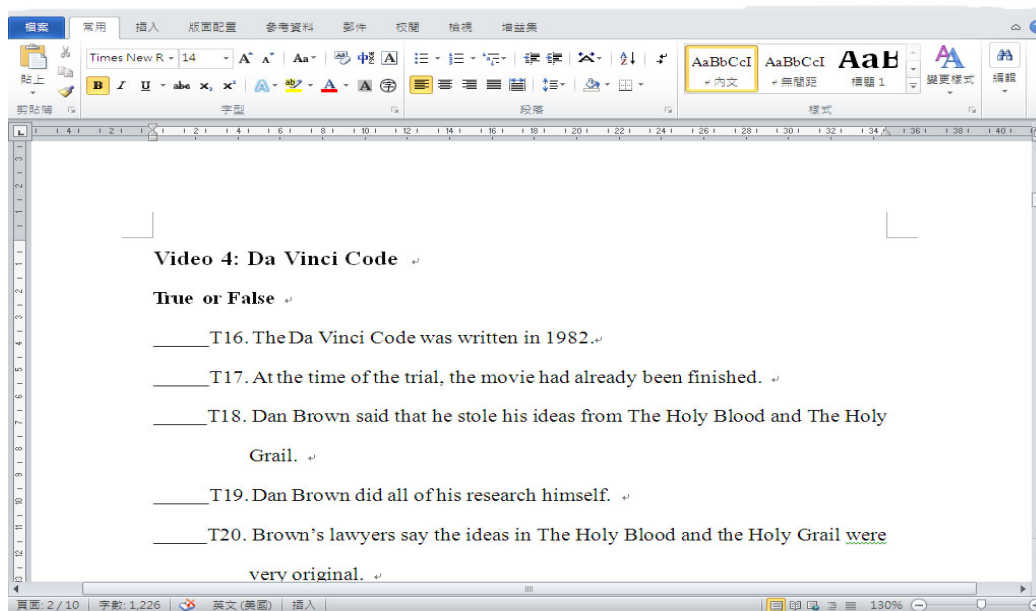 檔案 常用 插入 版面配置 參考資料 郵件 校閱 檢視 增益集
Times New R 14 A A Aa 中 A
貼上 B I U abc x₂ x² A ab A A 字
AaBbCcI AaBbCcI AaB
內文 無間距 標題 1
變更樣式 編輯
剪貼簿 字型 段落 樣式
Video 4: Da Vinci Code
True or False
______T16. The Da Vinci Code was written in 1982.
______T17. At the time of the trial, the movie had already been finished.
______T18. Dan Brown said that he stole his ideas from The Holy Blood and The Holy
Grail.
______T19. Dan Brown did all of his research himself.
______T20. Brown's lawyers say the ideas in The Holy Blood and the Holy Grail were
very original.
頁面: 2 / 10 字數: 1,226 英文 (美國) 插入 130%